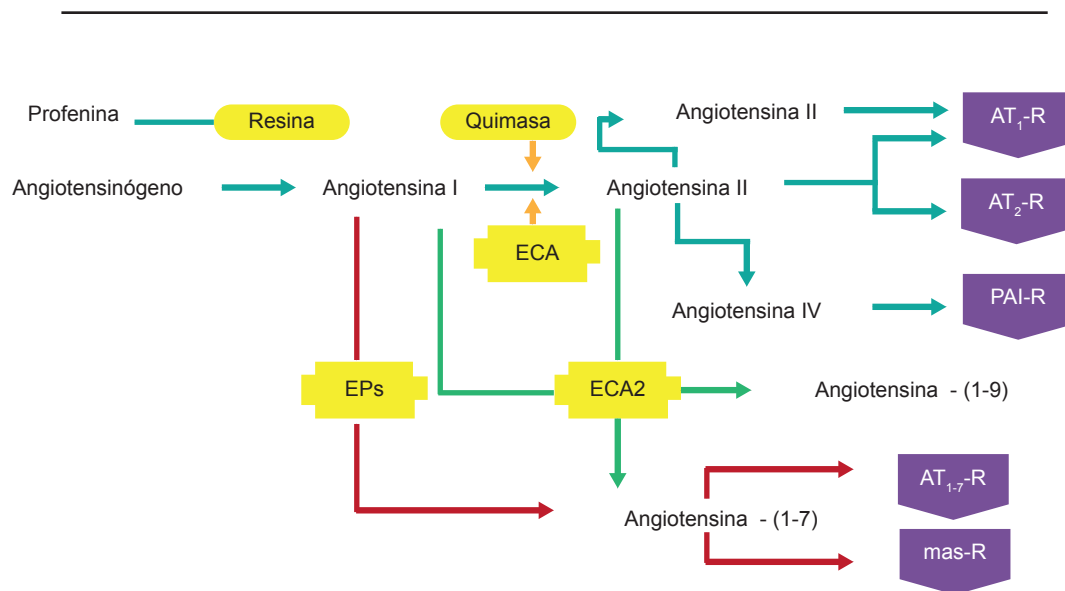 Profenina
Resina
Quimasa
Angiotensina II
AT1-R
Angiotensinógeno
Angiotensina I
Angiotensina II
AT2-R
ECA
Angiotensina IV
PAI-R
EPs
ECA2
Angiotensina - (1-9)
AT1-7-R
Angiotensina - (1-7)
mas-R